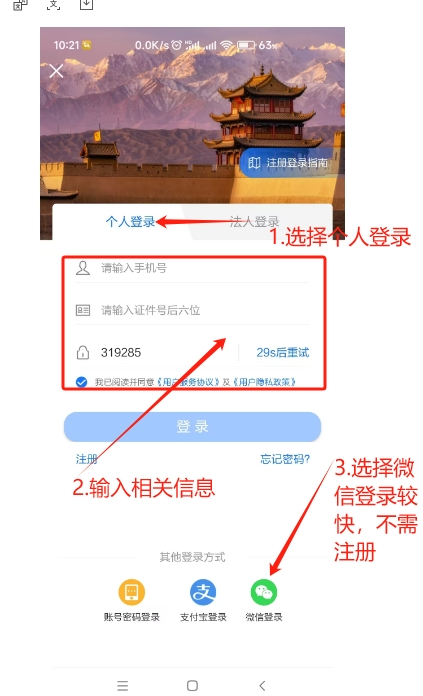 10:21 0.0K/s 63
注册登录指南
个人登录 法人登录
1.选择个人登录
请输入手机号
请输入证件号后六位
319285 29s后重试
我已阅读并同意《用户服务协议》及《用户隐私政策》
登录
注册 忘记密码?
2.输入相关信息
3.选择微
信登录较
快，不需
注册
其他登录方式
账号密码登录 支付宝登录 微信登录